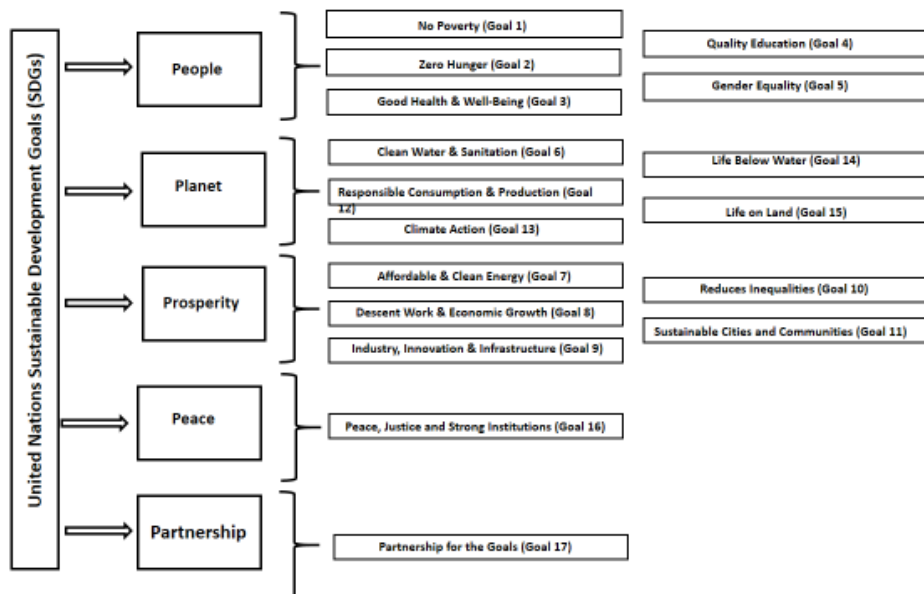 United Nations Sustainable Development Goals (SDGs)
People
No Poverty (Goal 1)
Zero Hunger (Goal 2)
Good Health & Well-Being (Goal 3)
Quality Education (Goal 4)
Gender Equality (Goal 5)
Planet
Clean Water & Sanitation (Goal 6)
Responsible Consumption & Production (Goal
12)
Climate Action (Goal 13)
Life Below Water (Goal 14)
Life on Land (Goal 15)
Prosperity
Affordable & Clean Energy (Goal 7)
Descent Work & Economic Growth (Goal 8)
Industry, Innovation & Infrastructure (Goal 9)
Reduces Inequalities (Goal 10)
Sustainable Cities and Communities (Goal 11)
Peace
Peace, Justice and Strong Institutions (Goal 16)
Partnership
Partnership for the Goals (Goal 17)